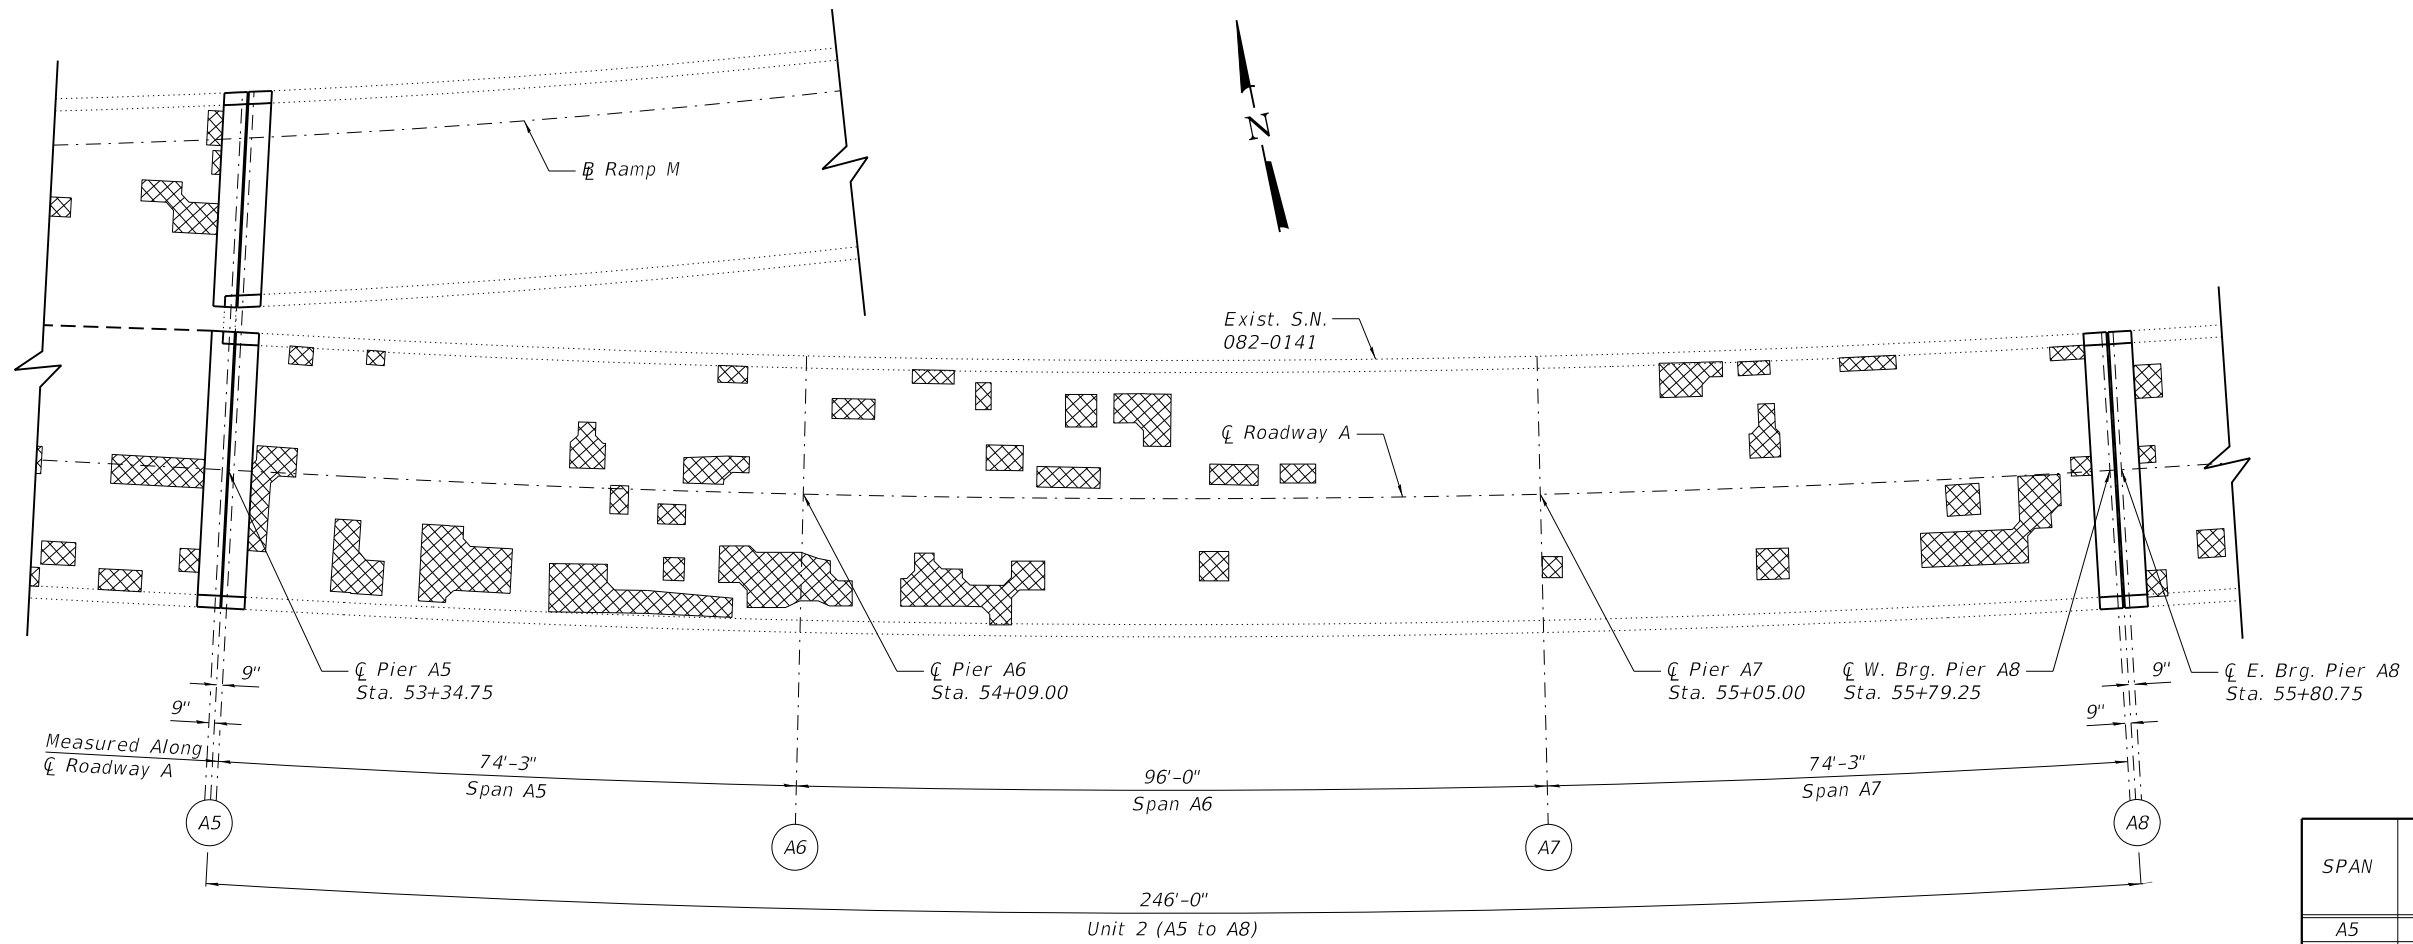 N
℄ Ramp M
Exist. S.N.
082-0141
℄ Roadway A
℄ Pier A5
Sta. 53+34.75
℄ Pier A6
Sta. 54+09.00
℄ Pier A7
Sta. 55+05.00
℄ W. Brg. Pier A8
Sta. 55+79.25
℄ E. Brg. Pier A8
Sta. 55+80.75
9"
9"
9"
9"
Measured Along
℄ Roadway A
74'-3"
Span A5
96'-0"
Span A6
74'-3"
Span A7
A5
A6
A7
A8
246'-0"
Unit 2 (A5 to A8)
SPAN
A5